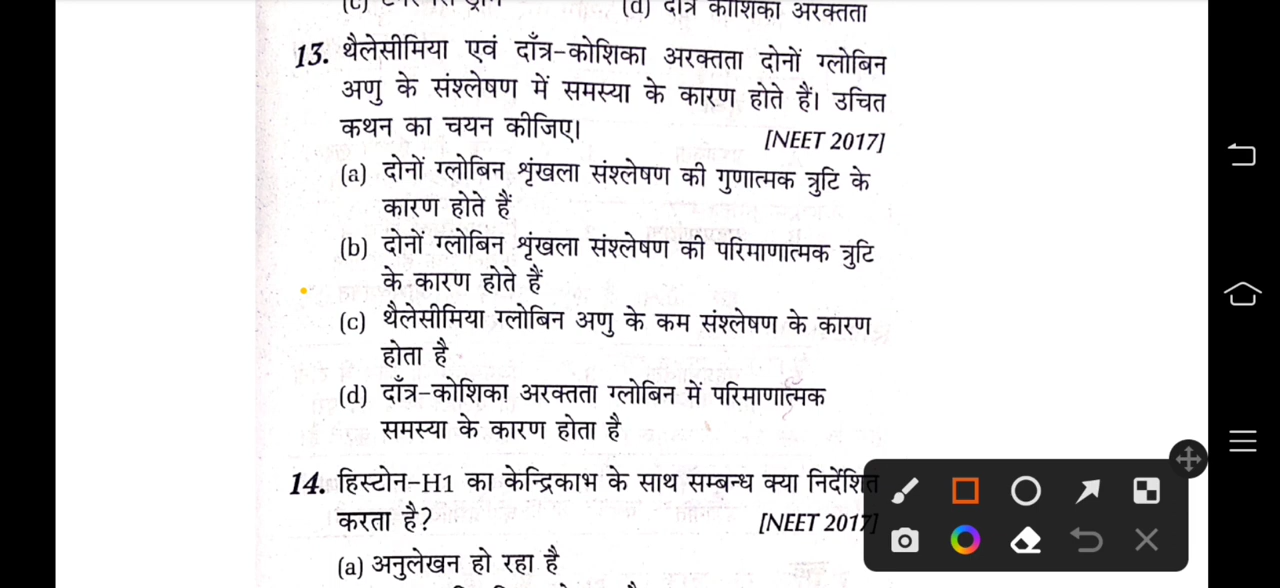 (d) दाँत्र कोशिका अरक्तता
13. थैलेसीमिया एवं दाँत्र-कोशिका अरक्तता दोनों ग्लोबिन
अणु के संश्लेषण में समस्या के कारण होते हैं। उचित
कथन का चयन कीजिए। [NEET 2017]
(a) दोनों ग्लोबिन शृंखला संश्लेषण की गुणात्मक त्रुटि के
कारण होते हैं
(b) दोनों ग्लोबिन शृंखला संश्लेषण की परिमाणात्मक त्रुटि
के कारण होते हैं
(c) थैलेसीमिया ग्लोबिन अणु के कम संश्लेषण के कारण
होता है
(d) दाँत्र-कोशिका अरक्तता ग्लोबिन में परिमाणात्मक
समस्या के कारण होता है
14. हिस्टोन-H1 का केन्द्रिकाभ के साथ सम्बन्ध क्या निर्देशित
करता है? [NEET 2017]
(a) अनुलेखन हो रहा है